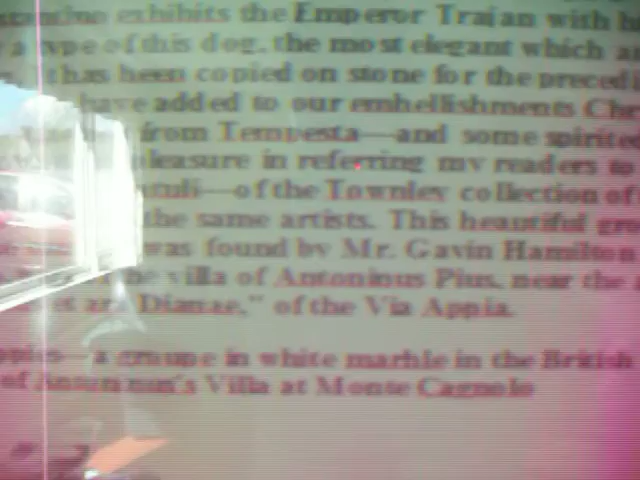 exhibits the Emperor Trajan with
a type of this dog, the most elegant which
has been copied on stone for the
have added to our embellishments
from Tempesta—and some spirited
pleasure in referring my readers to
—of the Townley collection of
the same artists. This beautiful
was found by Mr. Gavin Hamilton
villa of Antoninus Pius, near the
Dianae," of the Via Appia.
a groupe in white marble in the British
of Antoninun's Villa at Monte Cagnolo